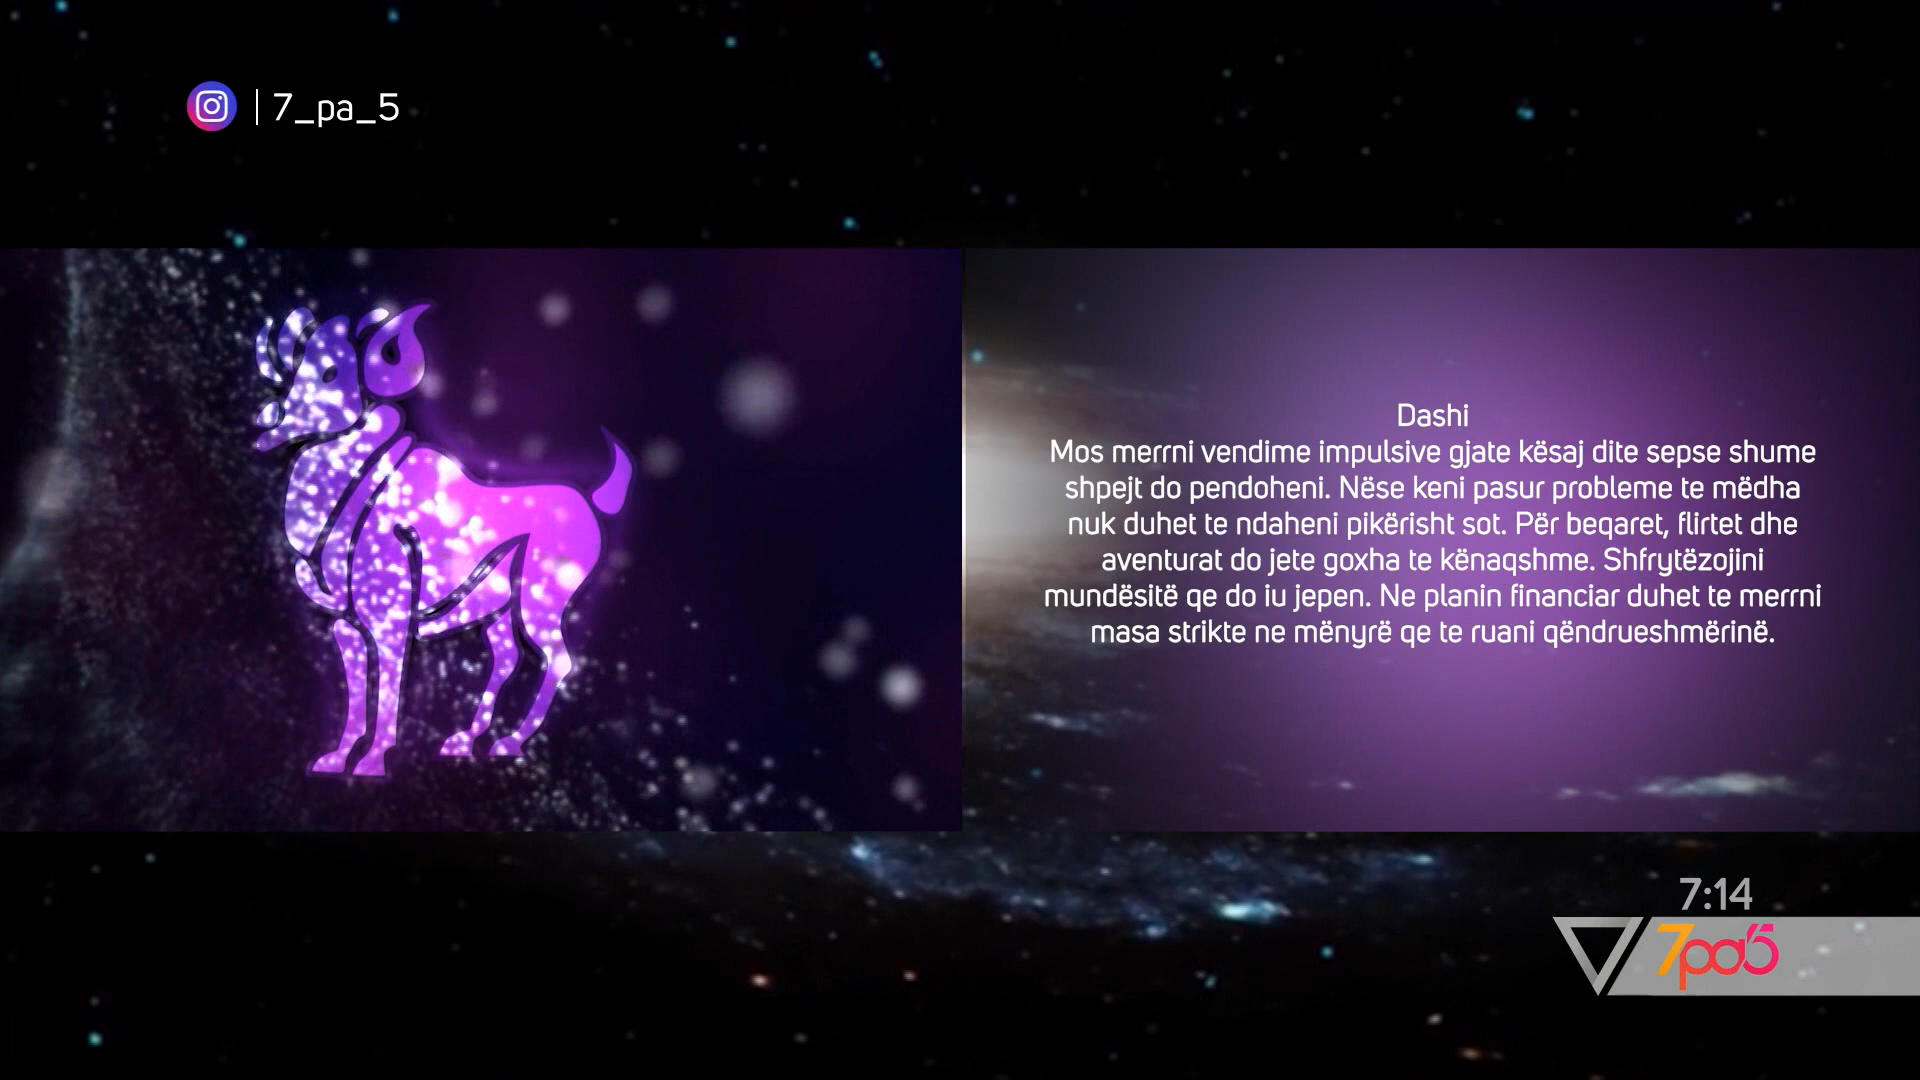 7_pa_5
Dashi
Mos merrni vendime impulsive gjate kësaj dite sepse shume
shpejt do pendoheni. Nëse keni pasur probleme te mëdha
nuk duhet te ndaheni pikërisht sot. Për beqaret, flirtet dhe
aventurat do jete goxha te kënaqshme. Shfrytëzojini
mundësitë qe do iu jepen. Ne planin financiar duhet te merrni
masa strikte ne mënyrë qe te ruani qëndrueshmërinë.
7:14
7pa5